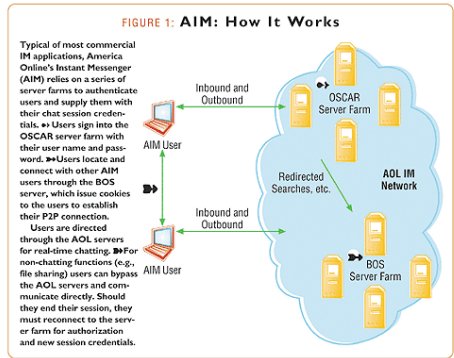 FIGURE 1: AIM: How It Works
Typical of most commercial
IM applications, America
Online's Instant Messenger
(AIM) relies on a series of
server farms to authenticate
users and supply them with
their chat session creden-
tials. Users sign into the
OSCAR server farm with
their user name and pass-
word. Users locate and
connect with other AIM
users through the BOS
server, which issue cookies
to the users to establish
their P2P connection.
Users are directed
through the AOL servers
for real-time chatting. For
non-chatting functions (e.g.,
file sharing) users can bypass
the AOL servers and com-
municate directly. Should
they end their session, they
must reconnect to the serv-
er farm for authorization
and new session credentials.
AIM User
Inbound and
Outbound
OSCAR
Server Farm
Redirected
Searches, etc.
AOL IM
Network
Inbound and
Outbound
AIM User
BOS
Server Farm